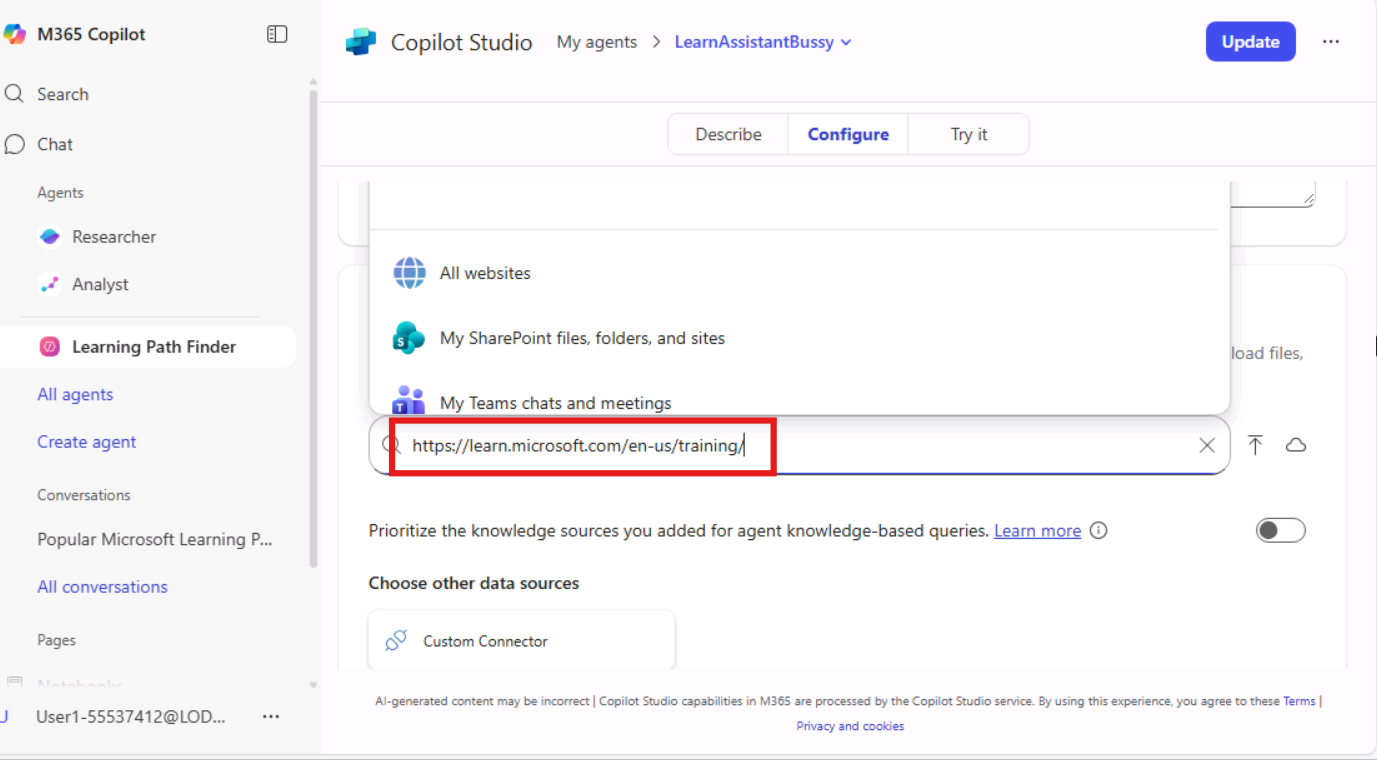 M365 Copilot
Search
Chat
Agents
Researcher
Analyst
Learning Path Finder
All agents
Create agent
Conversations
Popular Microsoft Learning P...
All conversations
Pages
Notebooks
User1-55537412@LOD...
Copilot Studio My agents > LearnAssistantBussy
Update
Describe Configure Try it
All websites
My SharePoint files, folders, and sites
My Teams chats and meetings
load files,
https://learn.microsoft.com/en-us/training/
Prioritize the knowledge sources you added for agent knowledge-based queries. Learn more
Choose other data sources
Custom Connector
AI-generated content may be incorrect | Copilot Studio capabilities in M365 are processed by the Copilot Studio service. By using this experience, you agree to these Terms |
Privacy and cookies